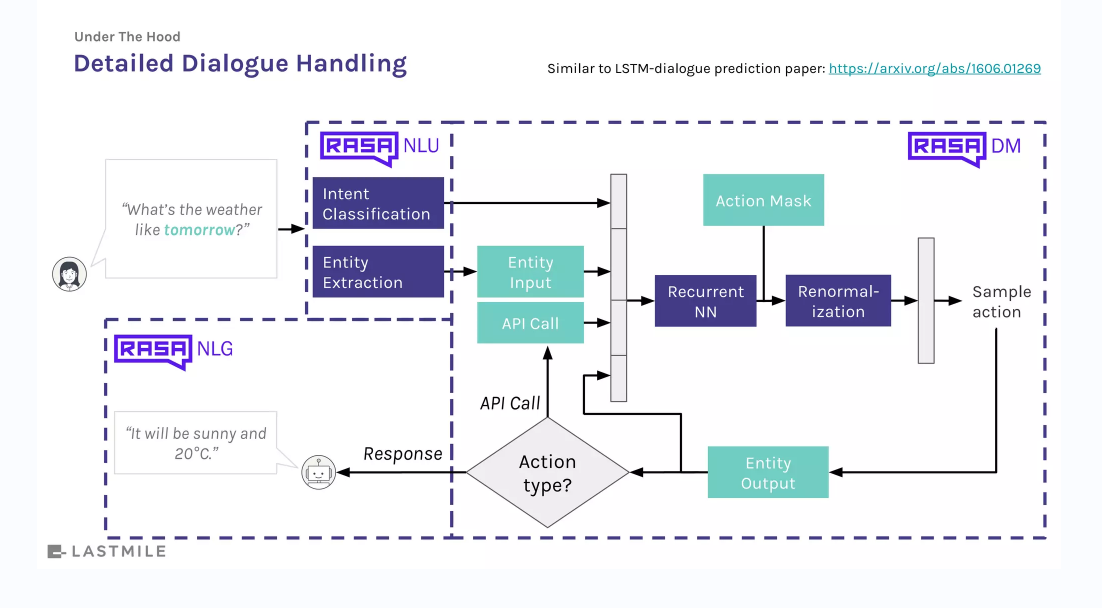 Under The Hood
Detailed Dialogue Handling
Similar to LSTM-dialogue prediction paper: https://arxiv.org/abs/1606.01269
RASA NLU
RASA DM
Intent
Classification
Action Mask
“What’s the weather
like tomorrow?”
Entity
Extraction
Entity
Input
API Call
Recurrent
NN
Renormal-
ization
Sample
action
RASA NLG
API Call
“It will be sunny and
20°C.”
Response
Action
type?
Entity
Output
LASTMILE